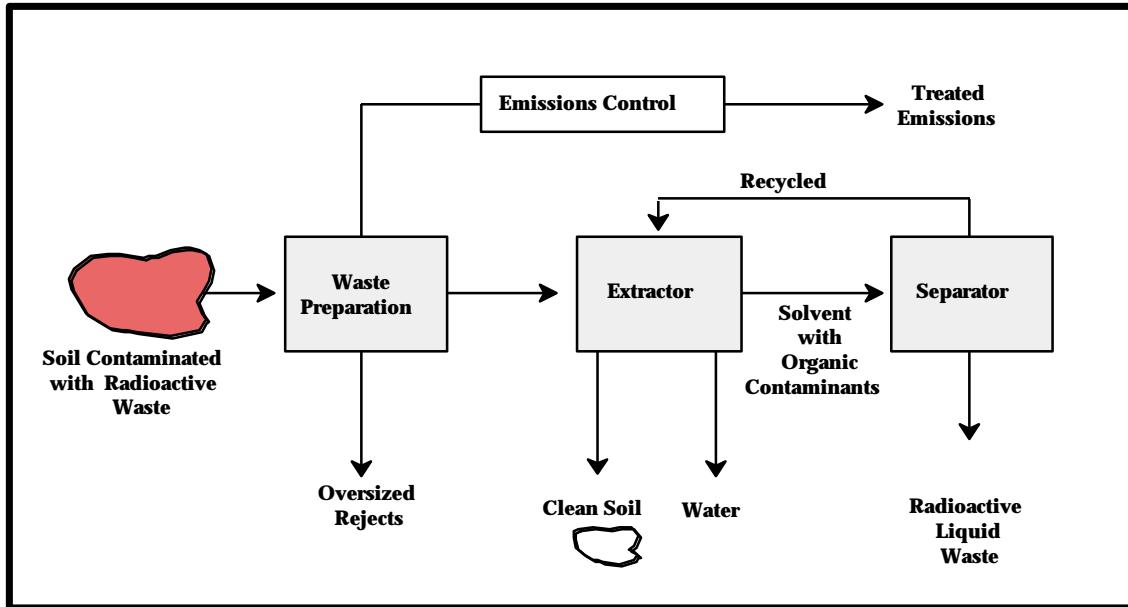 Emissions Control
Treated
Emissions
Recycled
Waste
Preparation
Extractor
Separator
Solvent
with
Organic
Contaminants
Soil Contaminated
with Radioactive
Waste
Oversized
Rejects
Clean Soil
Water
Radioactive
Liquid
Waste